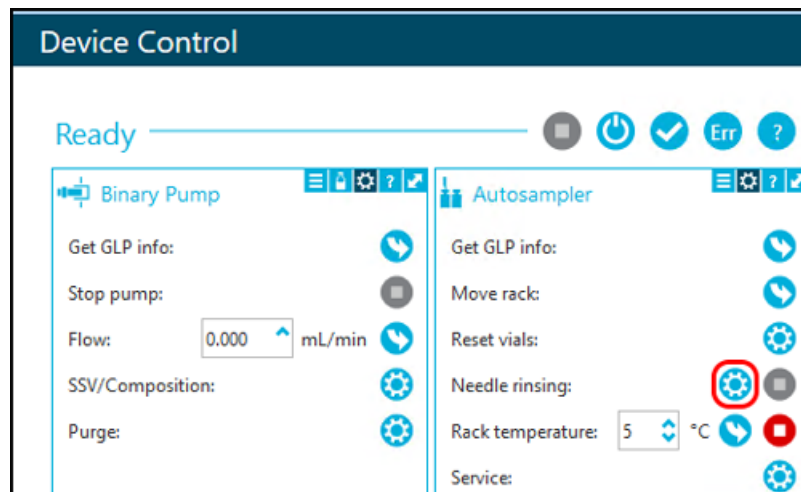 Device Control
Ready
Err ?
Binary Pump
?
Get GLP info:
Stop pump:
Flow: 0.000 mL/min
SSV/Composition:
Purge:
Autosampler
?
Get GLP info:
Move rack:
Reset vials:
Needle rinsing:
Rack temperature: 5 °C
Service: